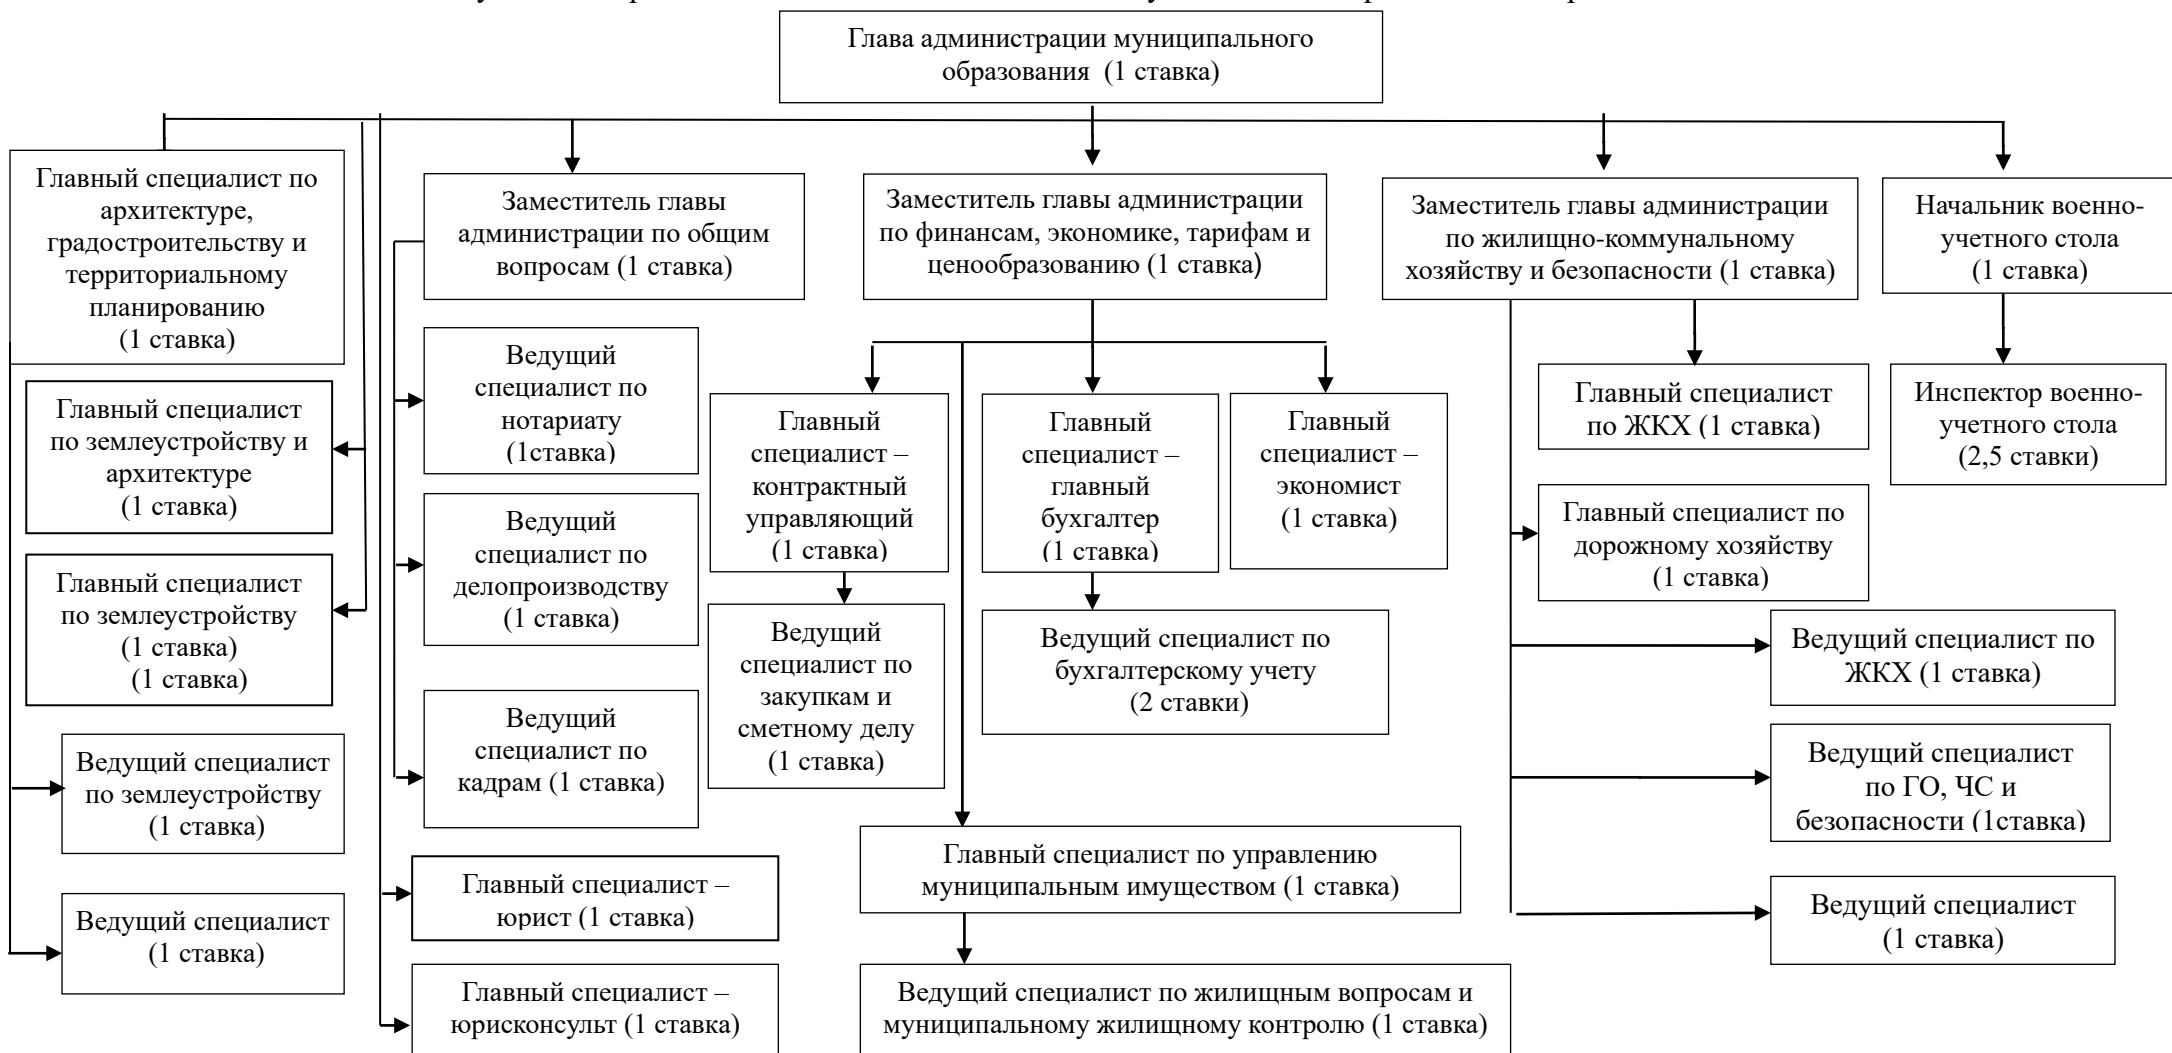 Глава администрации муниципального
образования (1 ставка)
Главный специалист по
архитектуре,
градостроительству и
территориальному
планированию
(1 ставка)
Заместитель главы
администрации по общим
вопросам (1 ставка)
Заместитель главы администрации
по финансам, экономике, тарифам и
ценообразованию (1 ставка)
Заместитель главы администрации
по жилищно-коммунальному
хозяйству и безопасности (1 ставка)
Начальник военно-
учетного стола
(1 ставка)
Главный специалист
по землеустройству и
архитектуре
(1 ставка)
Главный специалист
по землеустройству
(1 ставка)
(1 ставка)
Ведущий специалист
по землеустройству
(1 ставка)
Ведущий специалист
(1 ставка)
Ведущий
специалист по
нотариату
(1ставка)
Ведущий
специалист по
делопроизводству
(1 ставка)
Ведущий
специалист по
кадрам (1 ставка)
Главный специалист –
юрист (1 ставка)
Главный специалист –
юрисконсульт (1 ставка)
Главный
специалист –
контрактный
управляющий
(1 ставка)
Ведущий
специалист по
закупкам и
сметному делу
(1 ставка)
Главный
специалист –
главный
бухгалтер
(1 ставка)
Ведущий специалист по
бухгалтерскому учету
(2 ставки)
Главный
специалист –
экономист
(1 ставка)
Главный специалист по управлению
муниципальным имуществом (1 ставка)
Ведущий специалист по жилищным вопросам и
муниципальному жилищному контролю (1 ставка)
Главный специалист
по ЖКХ (1 ставка)
Главный специалист по
дорожному хозяйству
(1 ставка)
Ведущий специалист по
ЖКХ (1 ставка)
Ведущий специалист
по ГО, ЧС и
безопасности (1ставка)
Ведущий специалист
(1 ставка)
Инспектор военно-
учетного стола
(2,5 ставки)